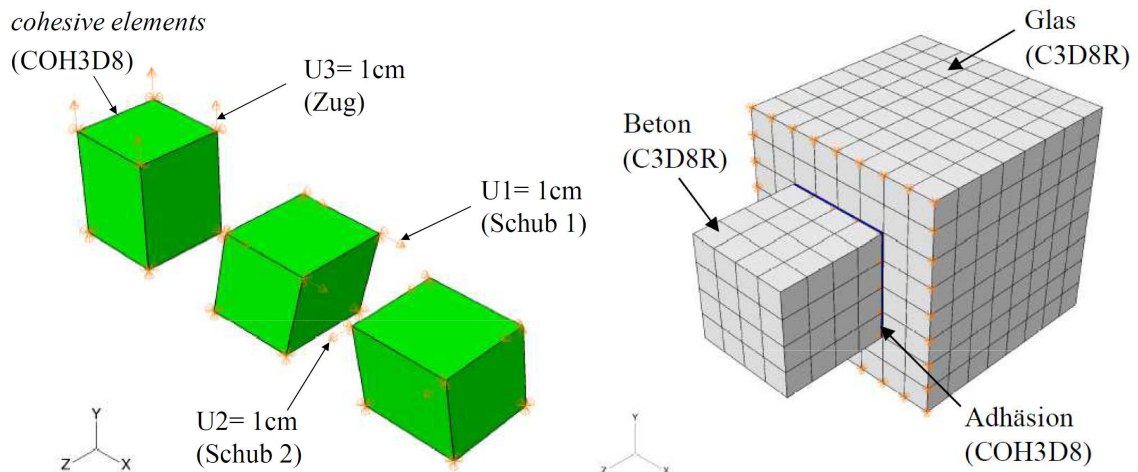 cohesive elements
(COH3D8)
U3= 1cm
(Zug)
U1= 1cm
(Schub 1)
U2= 1cm
(Schub 2)
Y
Z
X
Glas
(C3D8R)
Beton
(C3D8R)
Adhäsion
(COH3D8)
Y
Z
X